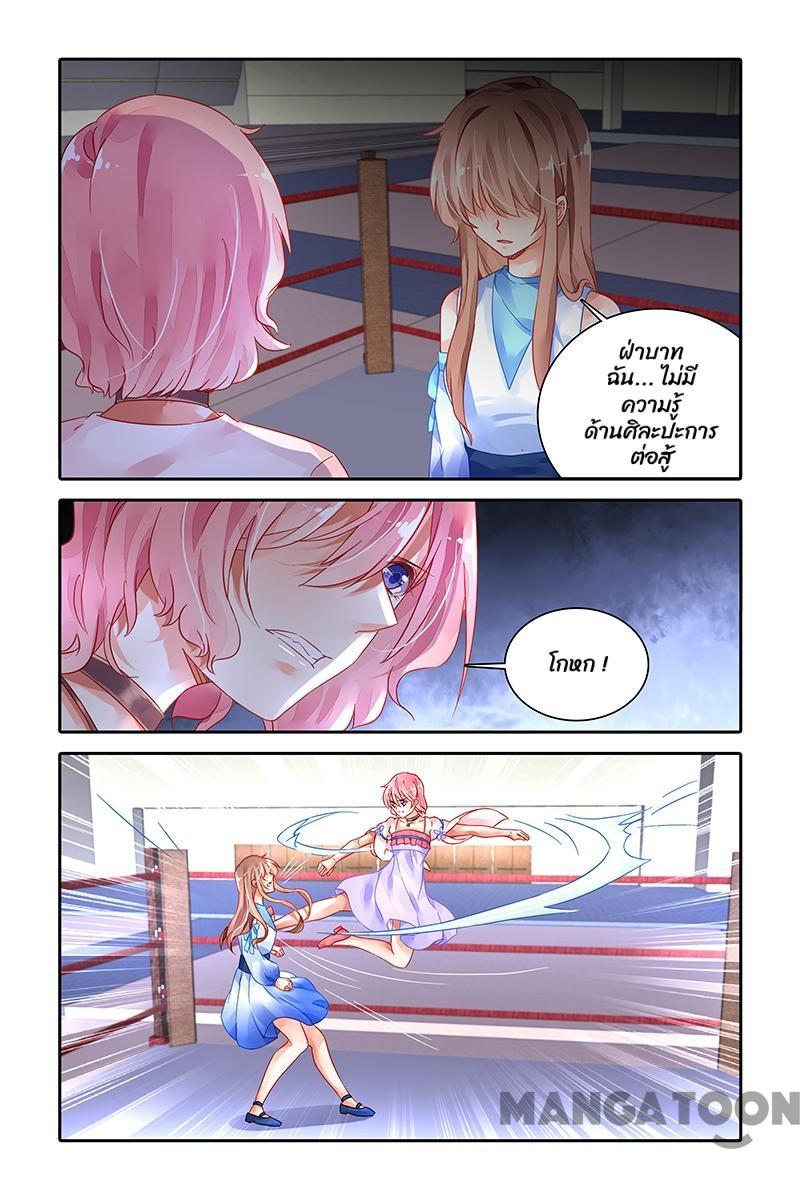 ฝ่าบาท
ฉัน... ไม่มี
ความรู้
ด้านศิลปะการ
ต่อสู้
โกหก !
MANGATOON